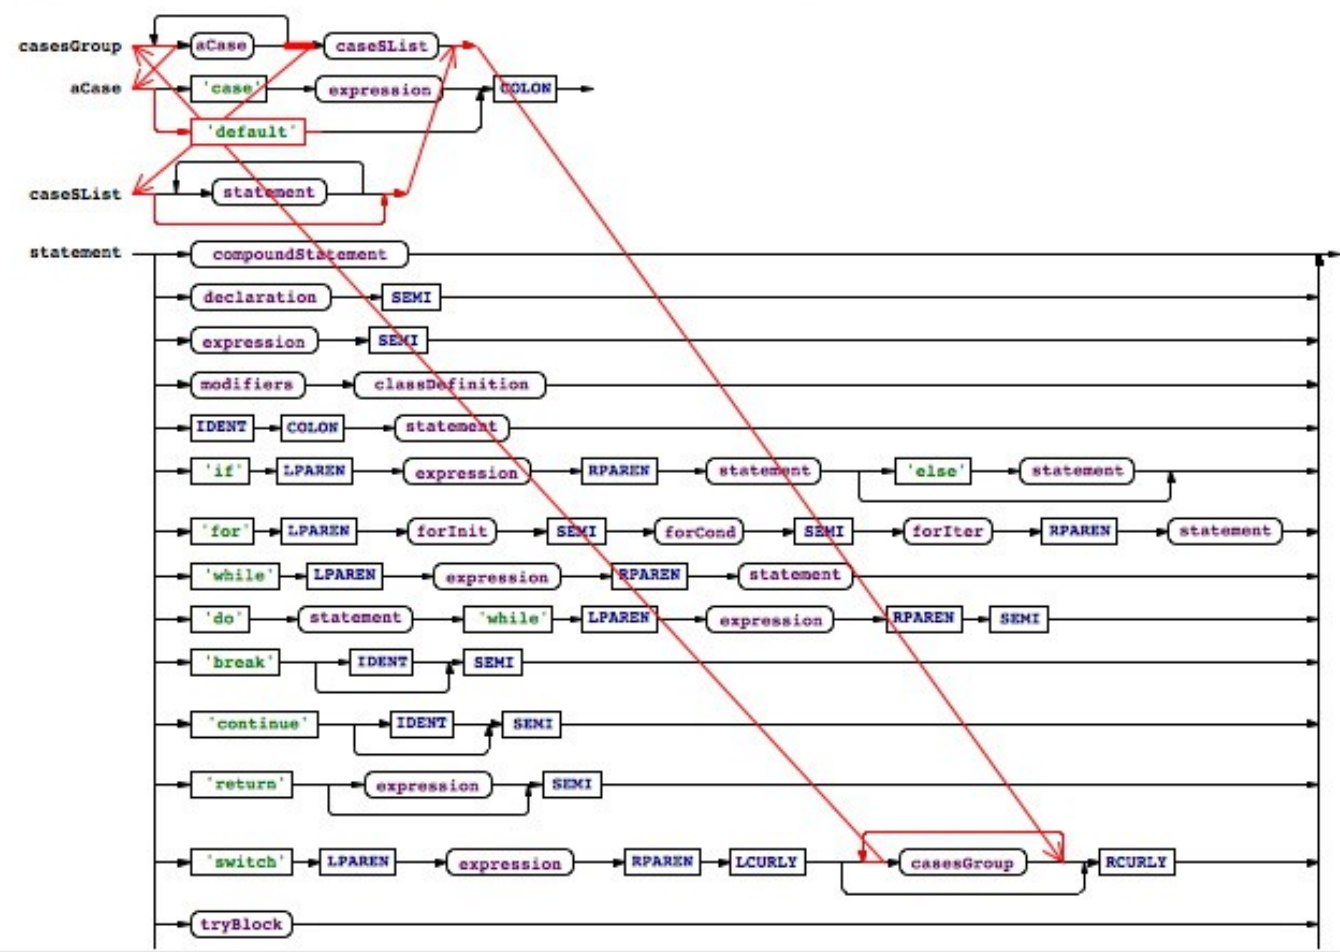 casesGroup aCase caseSList
aCase 'case' expression COLON
'default'
caseSList statement
statement compoundStatement
declaration SEMI
expression SEMI
modifiers classDefinition
IDENT COLON statement
'if' LPAREN expression RPAREN statement 'else' statement
'for' LPAREN forInit SEMI forCond SEMI forIter RPAREN statement
'while' LPAREN expression RPAREN statement
'do' statement 'while' LPAREN expression RPAREN SEMI
'break' IDENT SEMI
'continue' IDENT SEMI
'return' expression SEMI
'switch' LPAREN expression RPAREN LCURLY casesGroup RCURLY
tryBlock